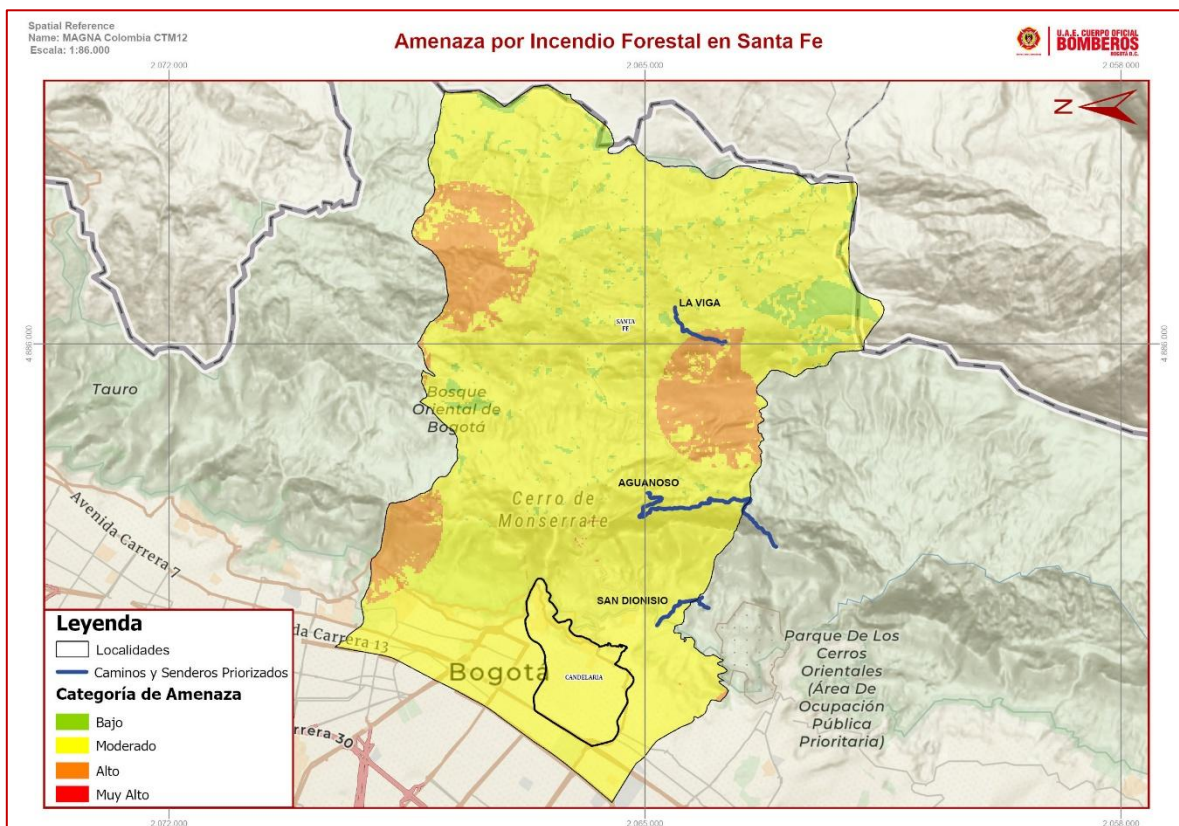 Spatial Reference
Name: MAGNA Colombia CTM12
Escala: 1:86.000
Amenaza por Incendio Forestal en Santa Fe
U.A.E. CUERPO OFICIAL
BOMBEROS
BOGOTÁ D.C.
2.072.000
2.065.000
2.058.000
N
LA VIGA
SANTA
FE
4.886.000
4.886.000
Tauro
Bosque
Oriental de
Bogotá
AGUANOSO
Cerro de
Monserrate
Avenida Carrera 7
SAN DIONISIO
Parque De Los
Cerros
Orientales
(Área De
Ocupación
Pública
Prioritaria)
nida Carrera 13
Bogotá
CANDELARIA
arrera 30
Leyenda
Localidades
Caminos y Senderos Priorizados
Categoría de Amenaza
Bajo
Moderado
Alto
Muy Alto
2.072.000
2.065.000
2.058.000